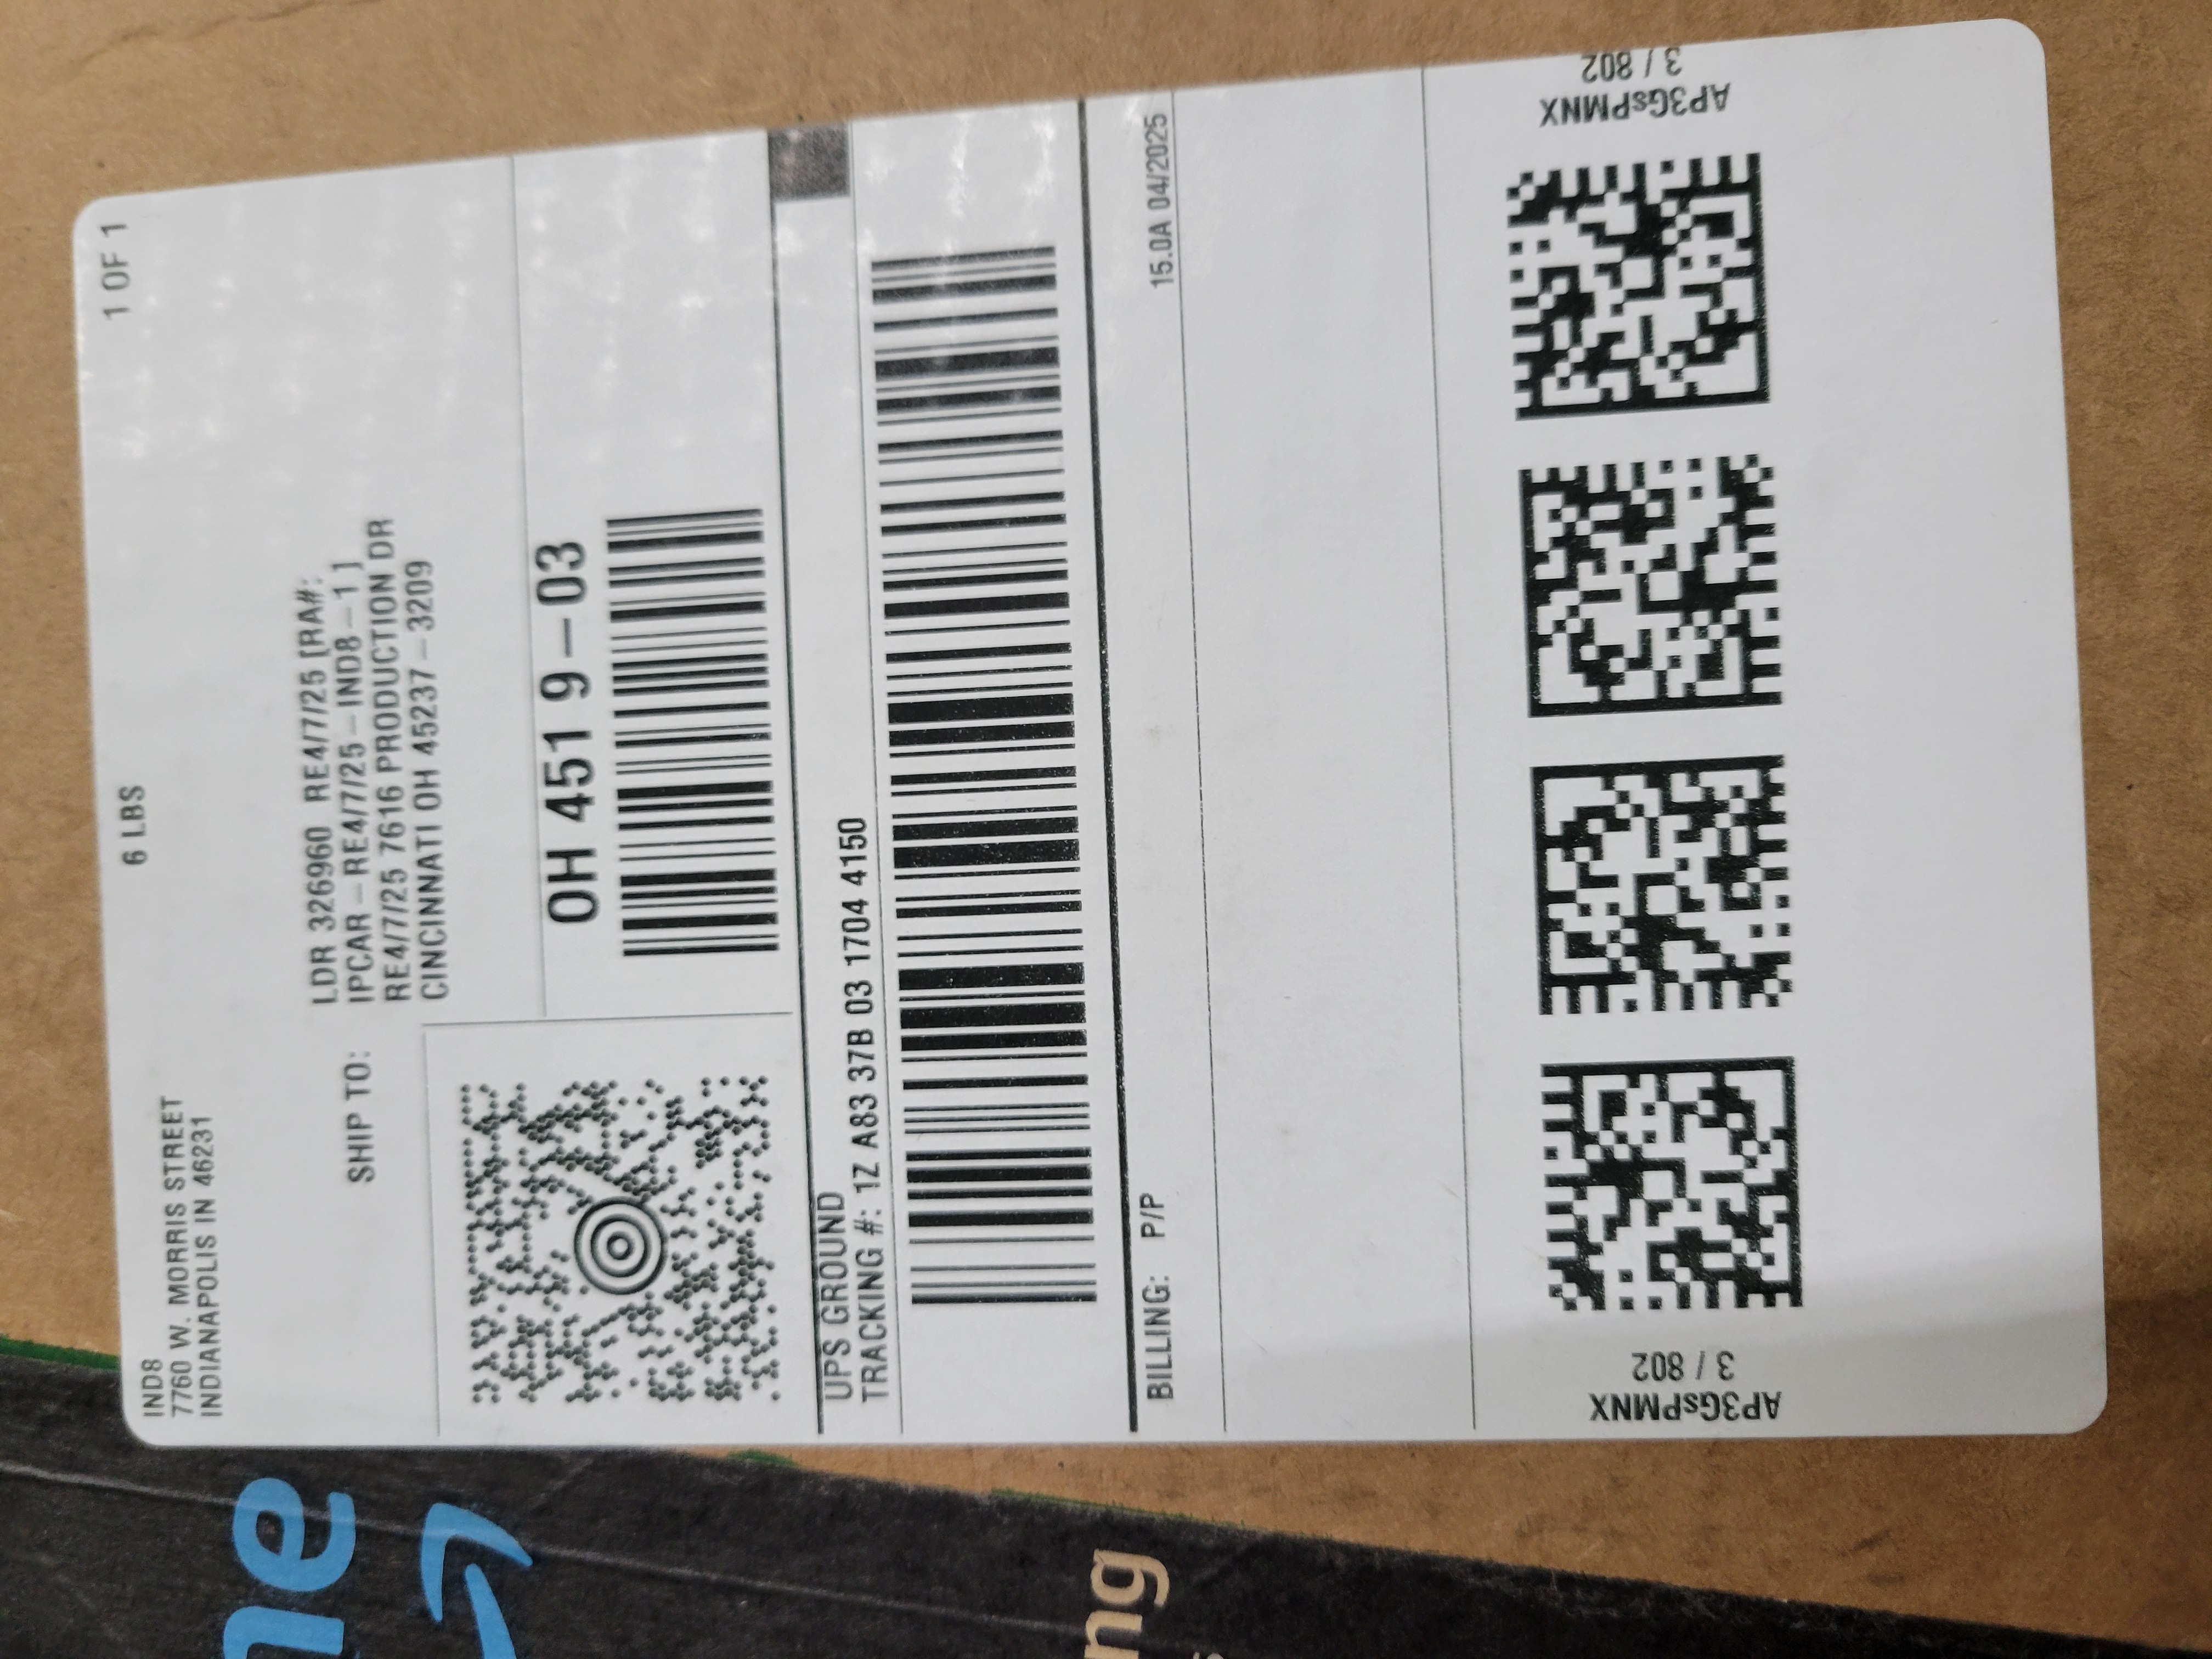 IND8
7760 W. MORRIS STREET
INDIANAPOLIS IN 46231
6 LBS
1 OF 1
SHIP TO:
LDR 326960 RE4/7/25 [RA#:
IPCAR – RE4/7/25 – IND8 – 1 ]
RE4/7/25 7616 PRODUCTION DR
CINCINNATI OH 45237 – 3209
OH 451 9 – 03
UPS GROUND
TRACKING #: 1Z A83 37B 03 1704 4150
BILLING: P/P
15.0A 04/2025
AP3GsPMNX
3 / 802
AP3GsPMNX
3 / 802
ne
ng